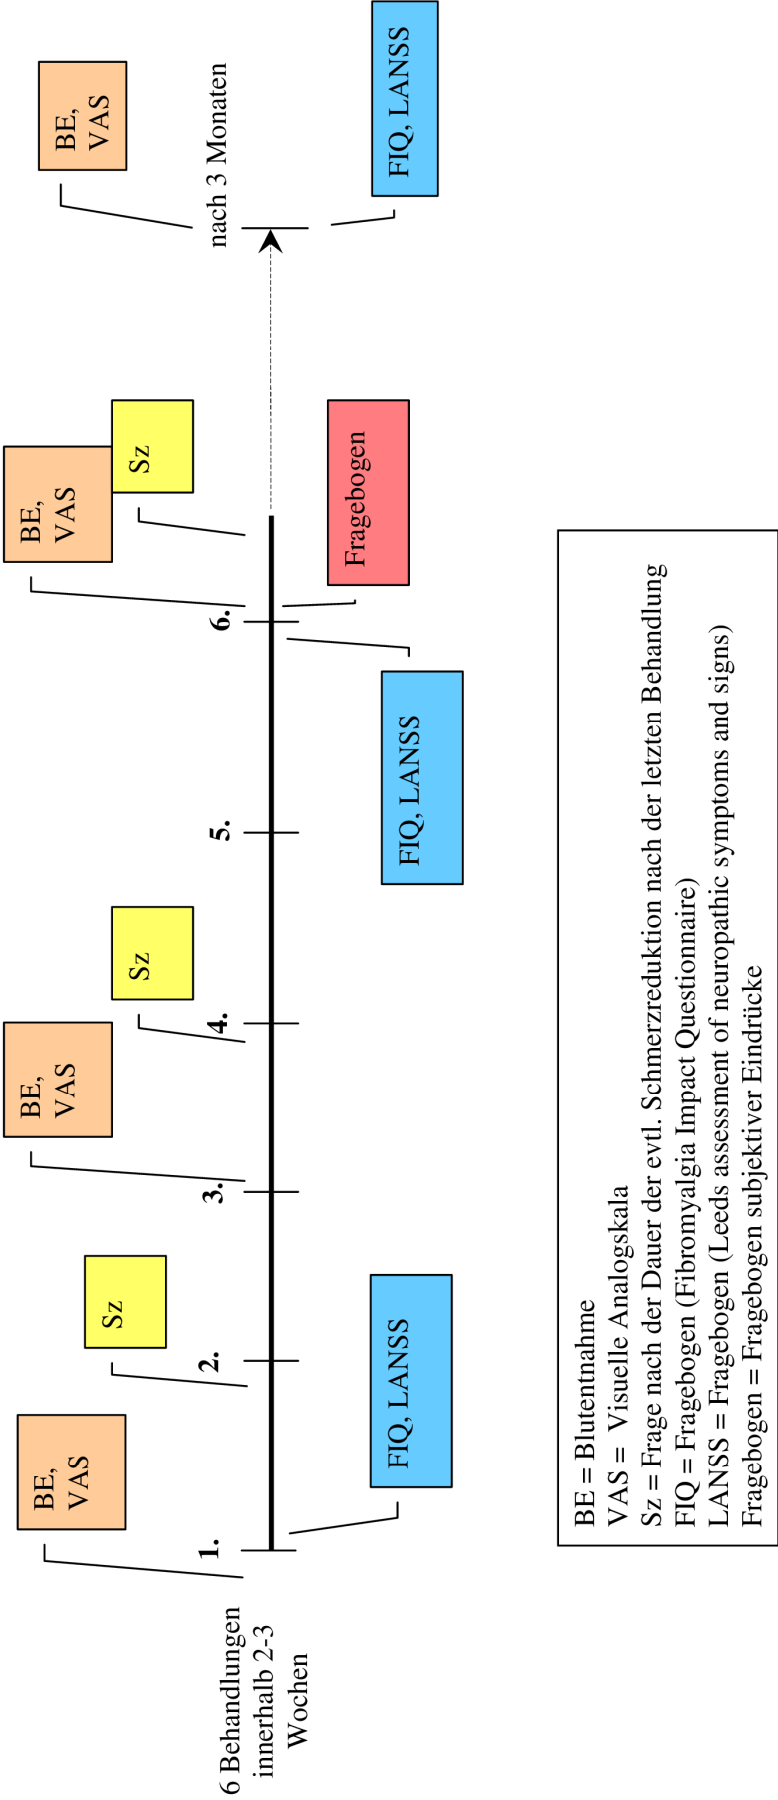 BE,
VAS
Sz
BE,
VAS
Sz
BE,
VAS
Sz
BE,
VAS
6 Behandlungen
innerhalb 2-3
Wochen
1.
2.
3.
4.
5.
6.
nach 3 Monaten
FIQ, LANSS
FIQ, LANSS
Fragebogen
FIQ, LANSS
BE = Blutentnahme
VAS = Visuelle Analogskala
Sz = Frage nach der Dauer der evtl. Schmerzreduktion nach der letzten Behandlung
FIQ = Fragebogen (Fibromyalgia Impact Questionnaire)
LANSS = Fragebogen (Leeds assessment of neuropathic symptoms and signs)
Fragebogen = Fragebogen subjektiver Eindrücke